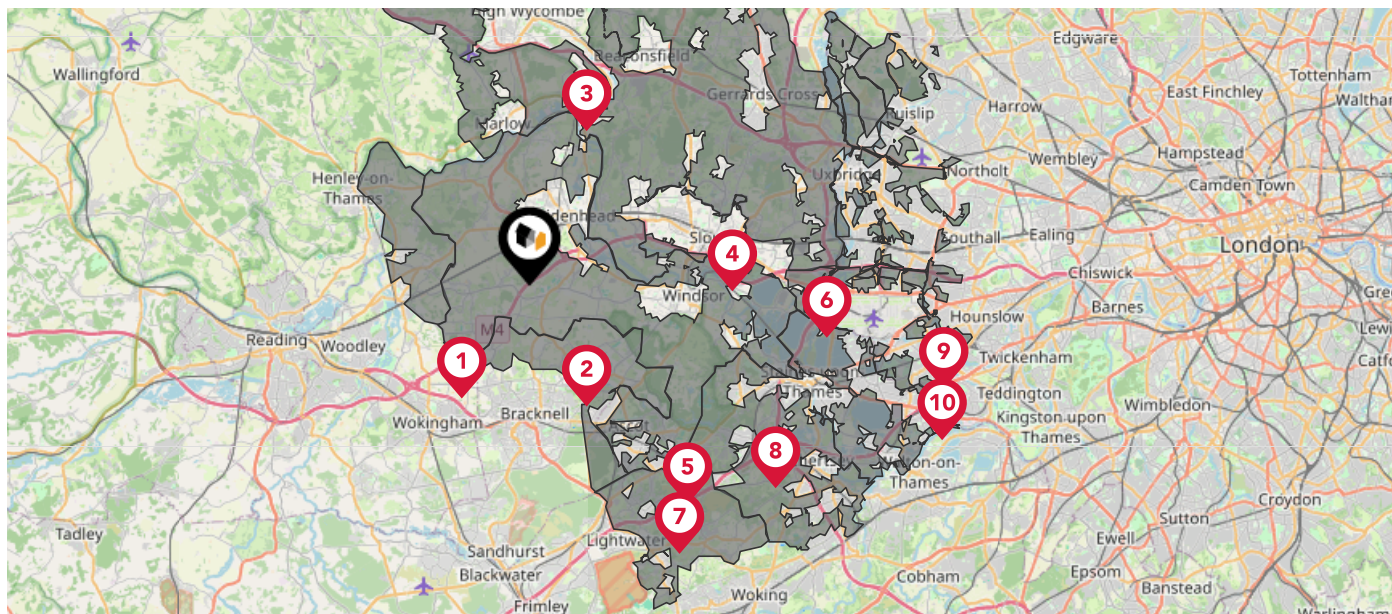 High Wycombe
Edgware
Wallingford
Beaconsfield
Tottenham
3
Gerrards Cross
East Finchley
Harrow
Ruislip
Marlow
Wembley
Hampstead
Henley-on-
Thames
Uxbridge
Northolt
Camden Town
idenhead
Slo
Southall
Ealing
London
4
Chiswick
Windsor
6
Barnes
Hounslow
M4
Reading
Woodley
1
2
9
Twickenham
Thames
Teddington
10
Wokingham
Bracknell
Kingston upon
Thames
Wimbledon
5
8
Walton-on-
Thames
7
Croydon
Sutton
Tadley
Lightwater
Ewell
Sandhurst
Blackwater
Cobham
Epsom
Banstead
Frimley
Woking